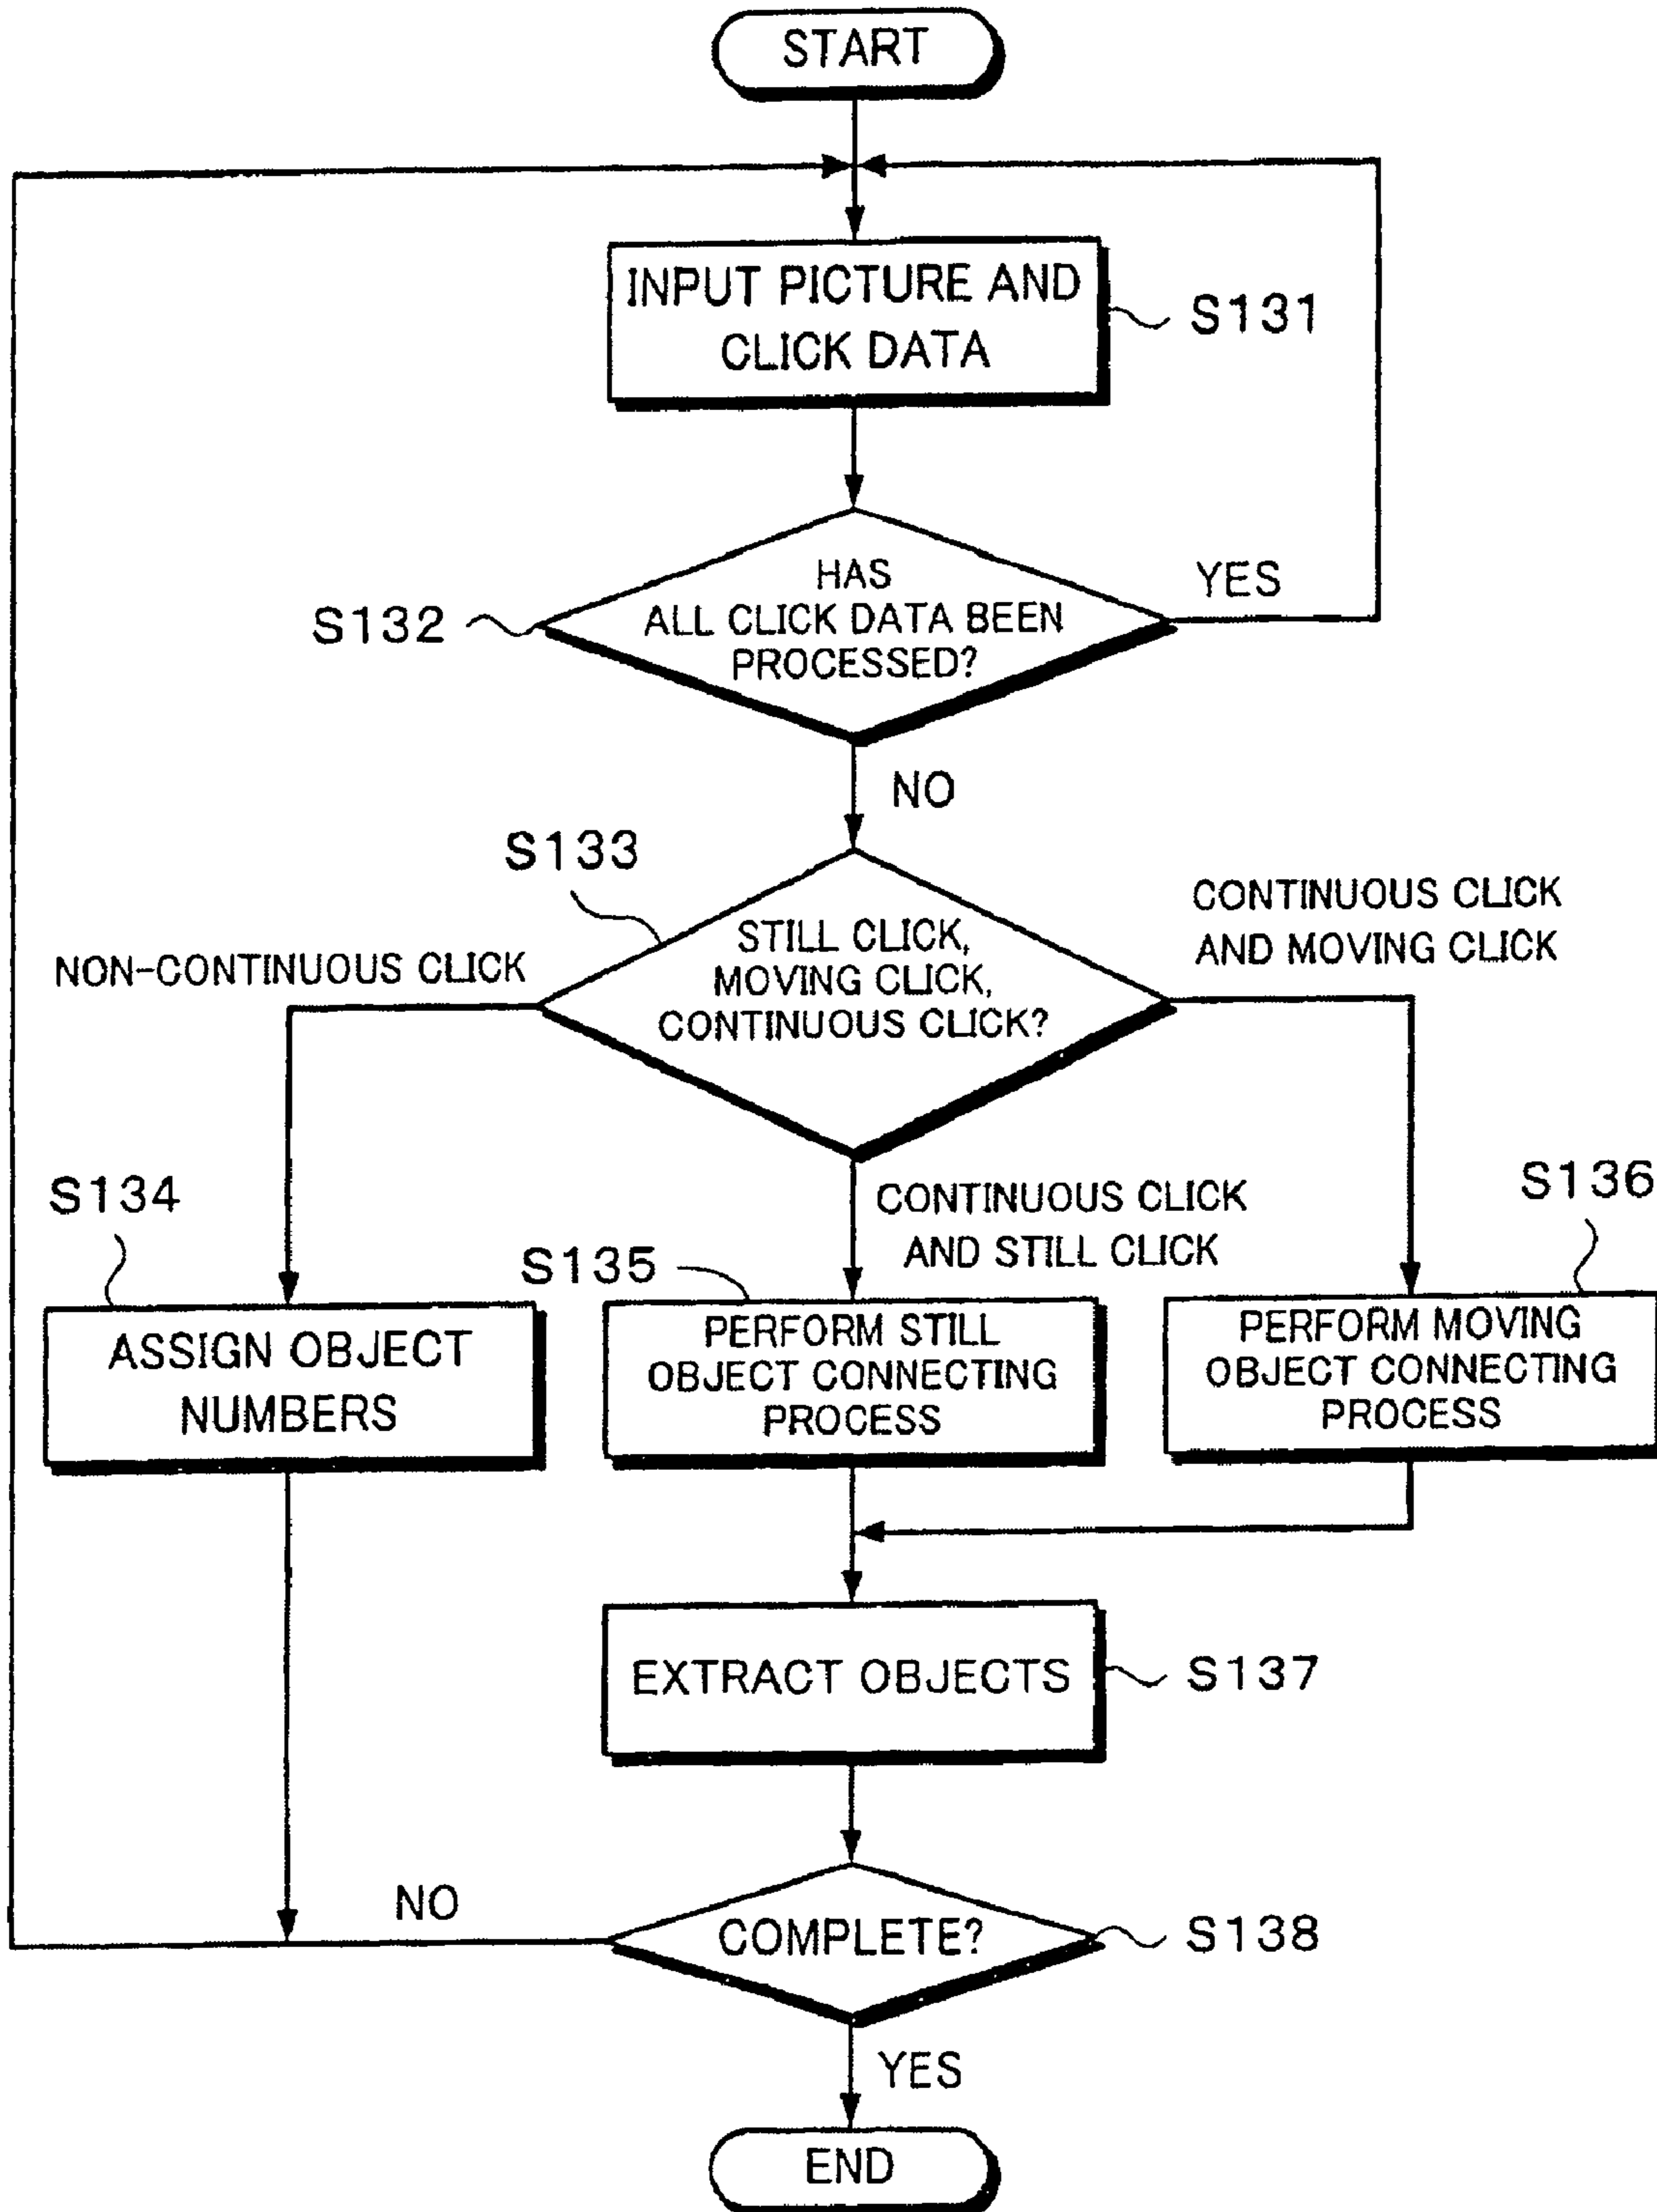 START
INPUT PICTURE AND
CLICK DATA
S131
HAS
ALL CLICK DATA BEEN
PROCESSED?
S132
YES
NO
S133
STILL CLICK,
MOVING CLICK,
CONTINUOUS CLICK?
NON-CONTINUOUS CLICK
CONTINUOUS CLICK
AND MOVING CLICK
CONTINUOUS CLICK
AND STILL CLICK
S134
ASSIGN OBJECT
NUMBERS
S135
PERFORM STILL
OBJECT CONNECTING
PROCESS
S136
PERFORM MOVING
OBJECT CONNECTING
PROCESS
EXTRACT OBJECTS
S137
NO
COMPLETE?
S138
YES
END